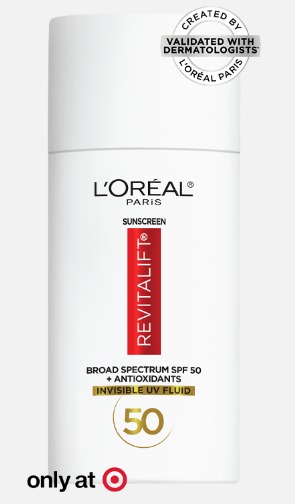 CREATED BY
VALIDATED WITH
DERMATOLOGISTS*
L'ORÉAL PARIS
L'ORÉAL®
PARIS
SUNSCREEN
REVITALIFT®
BROAD SPECTRUM SPF 50
+ ANTIOXIDANTS
INVISIBLE UV FLUID
50
only at